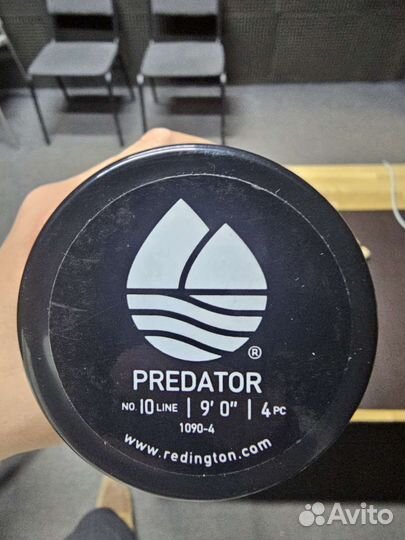 ®
PREDATOR
NO. 10 LINE | 9' 0" | 4 PC
1090-4
www.redington.com
Avito